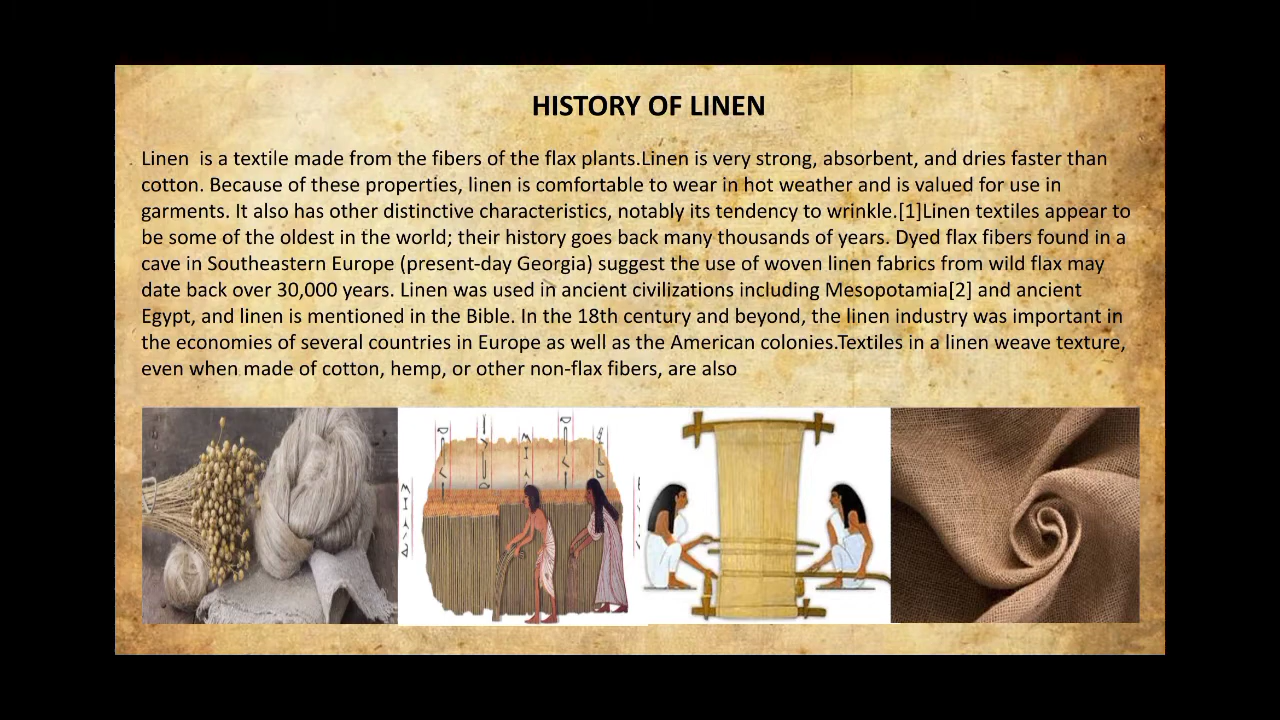 HISTORY OF LINEN
Linen  is a textile made from the fibers of the flax plants.Linen is very strong, absorbent, and dries faster than
cotton. Because of these properties, linen is comfortable to wear in hot weather and is valued for use in
garments. It also has other distinctive characteristics, notably its tendency to wrinkle.[1]Linen textiles appear to
be some of the oldest in the world; their history goes back many thousands of years. Dyed flax fibers found in a
cave in Southeastern Europe (present-day Georgia) suggest the use of woven linen fabrics from wild flax may
date back over 30,000 years. Linen was used in ancient civilizations including Mesopotamia[2] and ancient
Egypt, and linen is mentioned in the Bible. In the 18th century and beyond, the linen industry was important in
the economies of several countries in Europe as well as the American colonies.Textiles in a linen weave texture,
even when made of cotton, hemp, or other non-flax fibers, are also